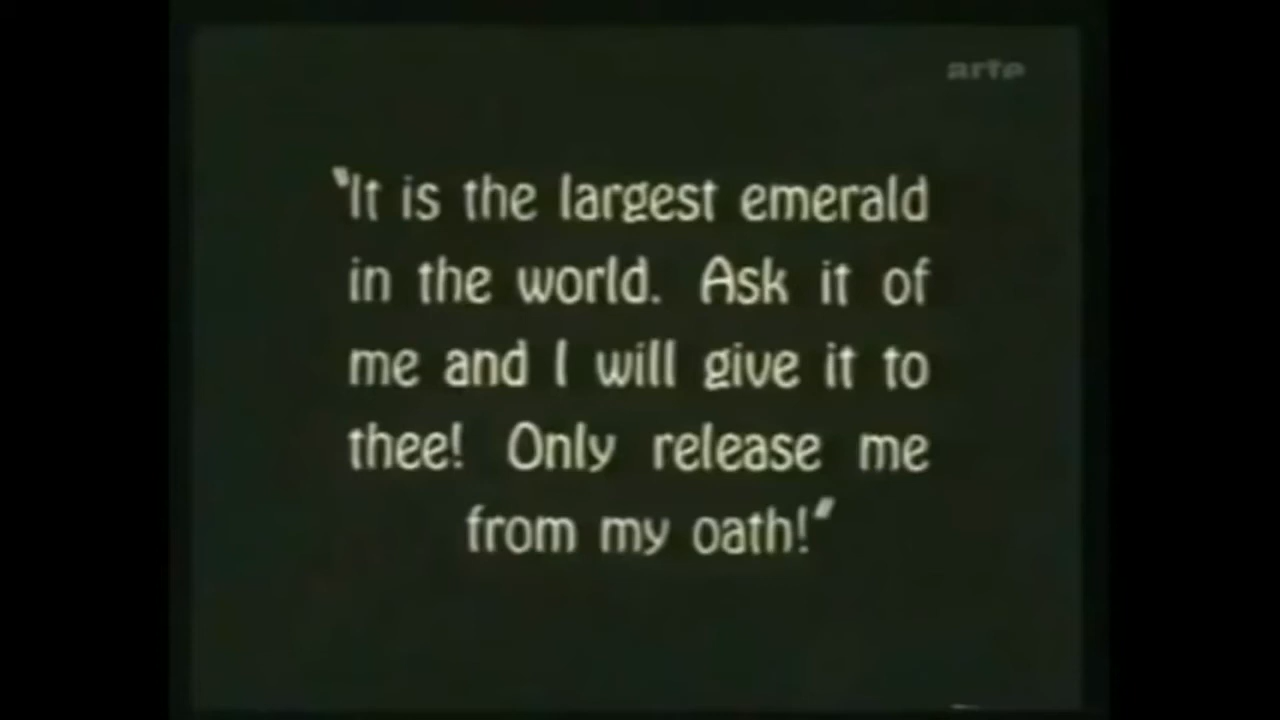 arte
"It is the largest emerald
in the world. Ask it of
me and I will give it to
thee! Only release me
from my oath!"